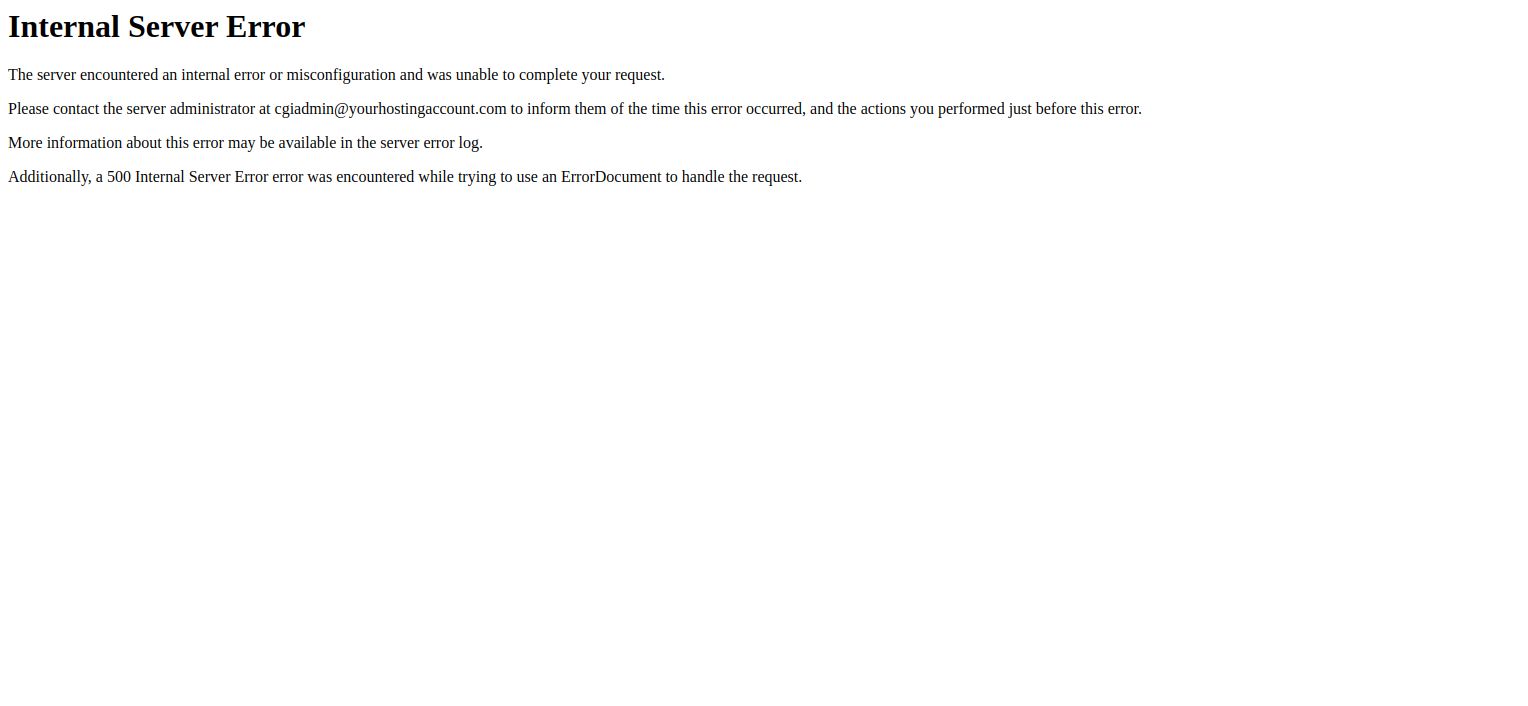 Internal Server Error
The server encountered an internal error or misconfiguration and was unable to complete your request.
Please contact the server administrator at cgiadmin@yourhostingaccount.com to inform them of the time this error occurred, and the actions you performed just before this error.
More information about this error may be available in the server error log.
Additionally, a 500 Internal Server Error error was encountered while trying to use an ErrorDocument to handle the request.